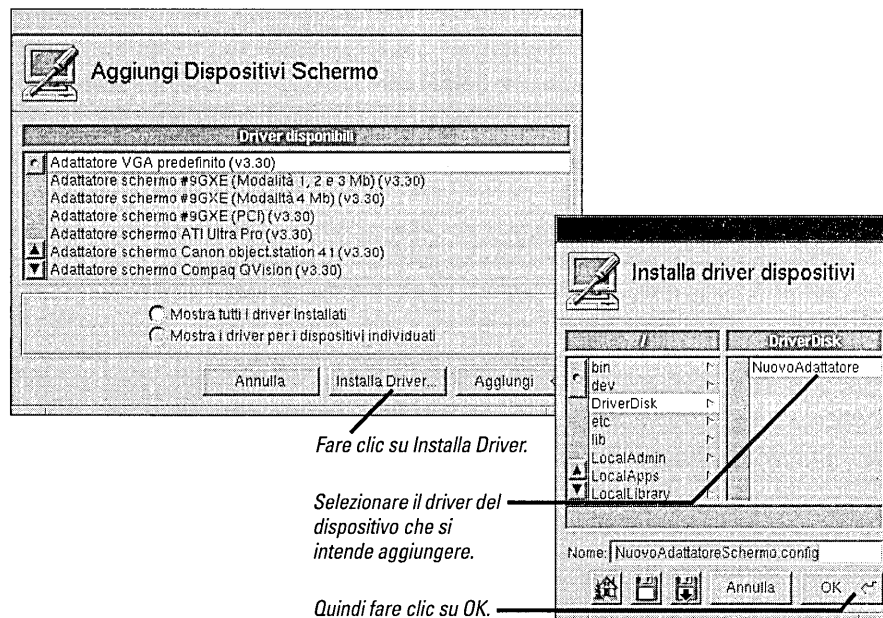 Aggiungi Dispositivi Schermo
Driver disponibili
Adattatore VGA predefinito (v3.30)
Adattatore schermo #9GXE (Modalità 1, 2 e 3 Mb) (v3.30)
Adattatore schermo #9GXE (Modalità 4 Mb) (v3.30)
Adattatore schermo #9GXE (PCI) (v3.30)
Adattatore schermo ATI Ultra Pro (v3.30)
Adattatore schermo Canon object.station 41 (v3.30)
Adattatore schermo Compaq QVision (v3.30)
Mostra tutti i driver installati
Mostra i driver per i dispositivi individuati
Annulla
Installa Driver...
Aggiungi
Fare clic su Installa Driver.
Installa driver dispositivi
//
DriverDisk
bin
dev
DriverDisk
etc
lib
LocalAdmin
LocalApps
LocalLibrary
NuovoAdattatore
Selezionare il driver del
dispositivo che si
intende aggiungere.
Nome: NuovoAdattatoreSchermo.config
Annulla
OK
Quindi fare clic su OK.